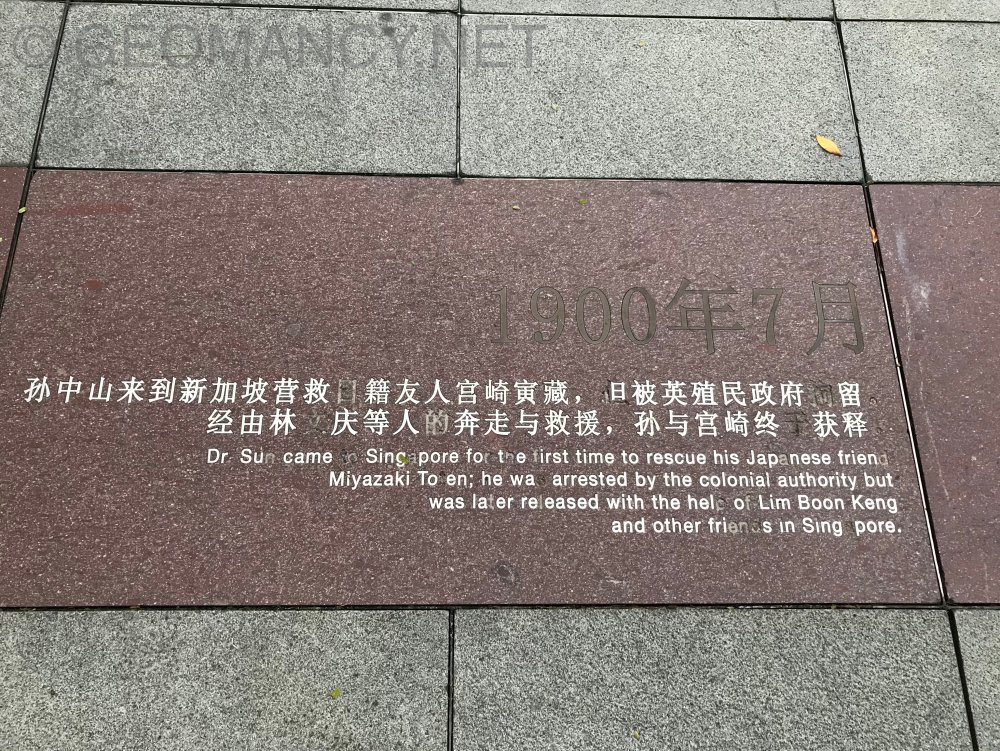 © GEOMANCY.NET
1900年7月
孙中山来到新加坡营救日籍友人宫崎寅藏，但被英殖民政府 留。
经由林文庆等人的奔走与救援，孙与宫崎终于获释。
Dr Sun came to Singapore for the first time to rescue his Japanese friend
Miyazaki Toten; he was arrested by the colonial authority but
was later released with the help of Lim Boon Keng
and other friends in Singapore.